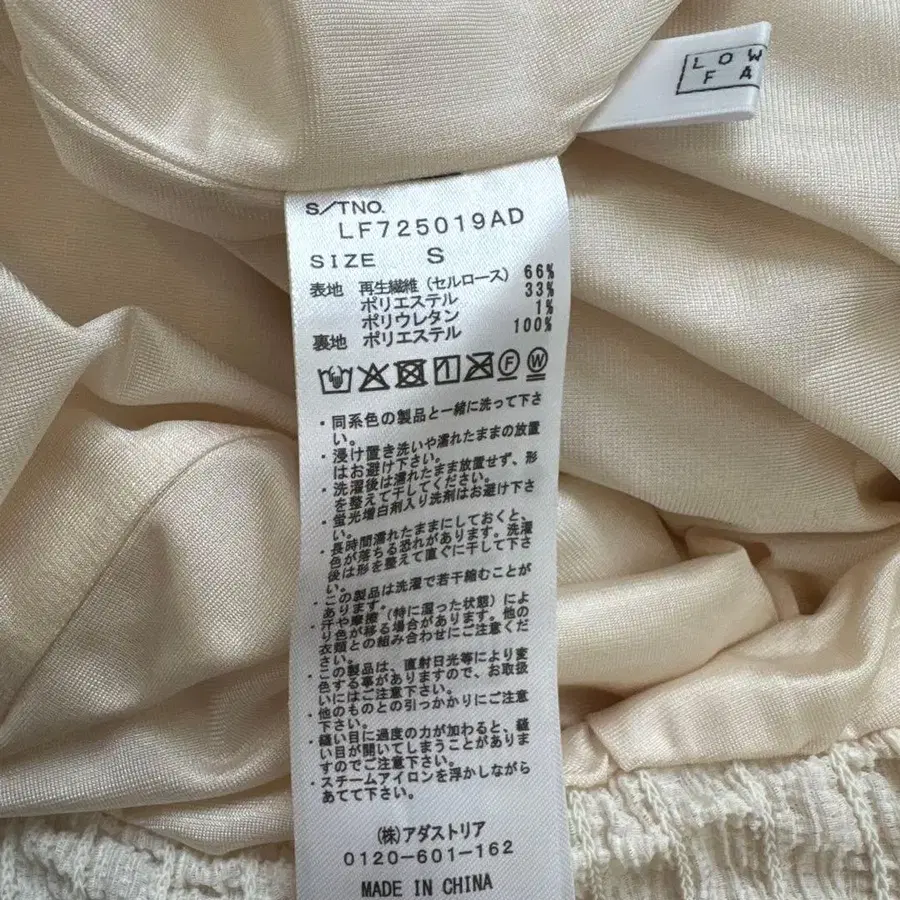 LOW
FA
S/TNO.
LF725019AD
SIZE S
表地 再生繊維(セルロース) 66%
ポリエステル 33%
ポリウレタン 1%
裏地 ポリエステル 100%
1 F W
・同系色の製品と一緒に洗って下さ
い。
・浸け置き洗いや濡れたままの放置
はお避け下さい。
・洗濯後は濡れたまま放置せず、形
を整えて干してください。
・蛍光増白剤入り洗剤はお避け下さ
い。
・長時間濡れたままにしておくと、
色が落ちる恐れがあります。洗濯
後は形を整えて直ぐに干して下さ
い。
・この製品は洗濯で若干縮むことが
あります。
・汗や摩擦(特に湿った状態)によ
り色が移る場合があります。他の
衣類との組み合わせにご注意くだ
さい。
・この製品は、直射日光等により変
色する事がありますので、お取扱
いにはご注意下さい。
・他のものとの引っかかりにご注意
下さい。
・縫い目に過度の力が加わると、縫
い目が開いてしまうことがありま
すのでご注意下さい。
・スチームアイロンを浮かしながら
あてて下さい。
(株)アダストリア
0120-601-162
MADE IN CHINA